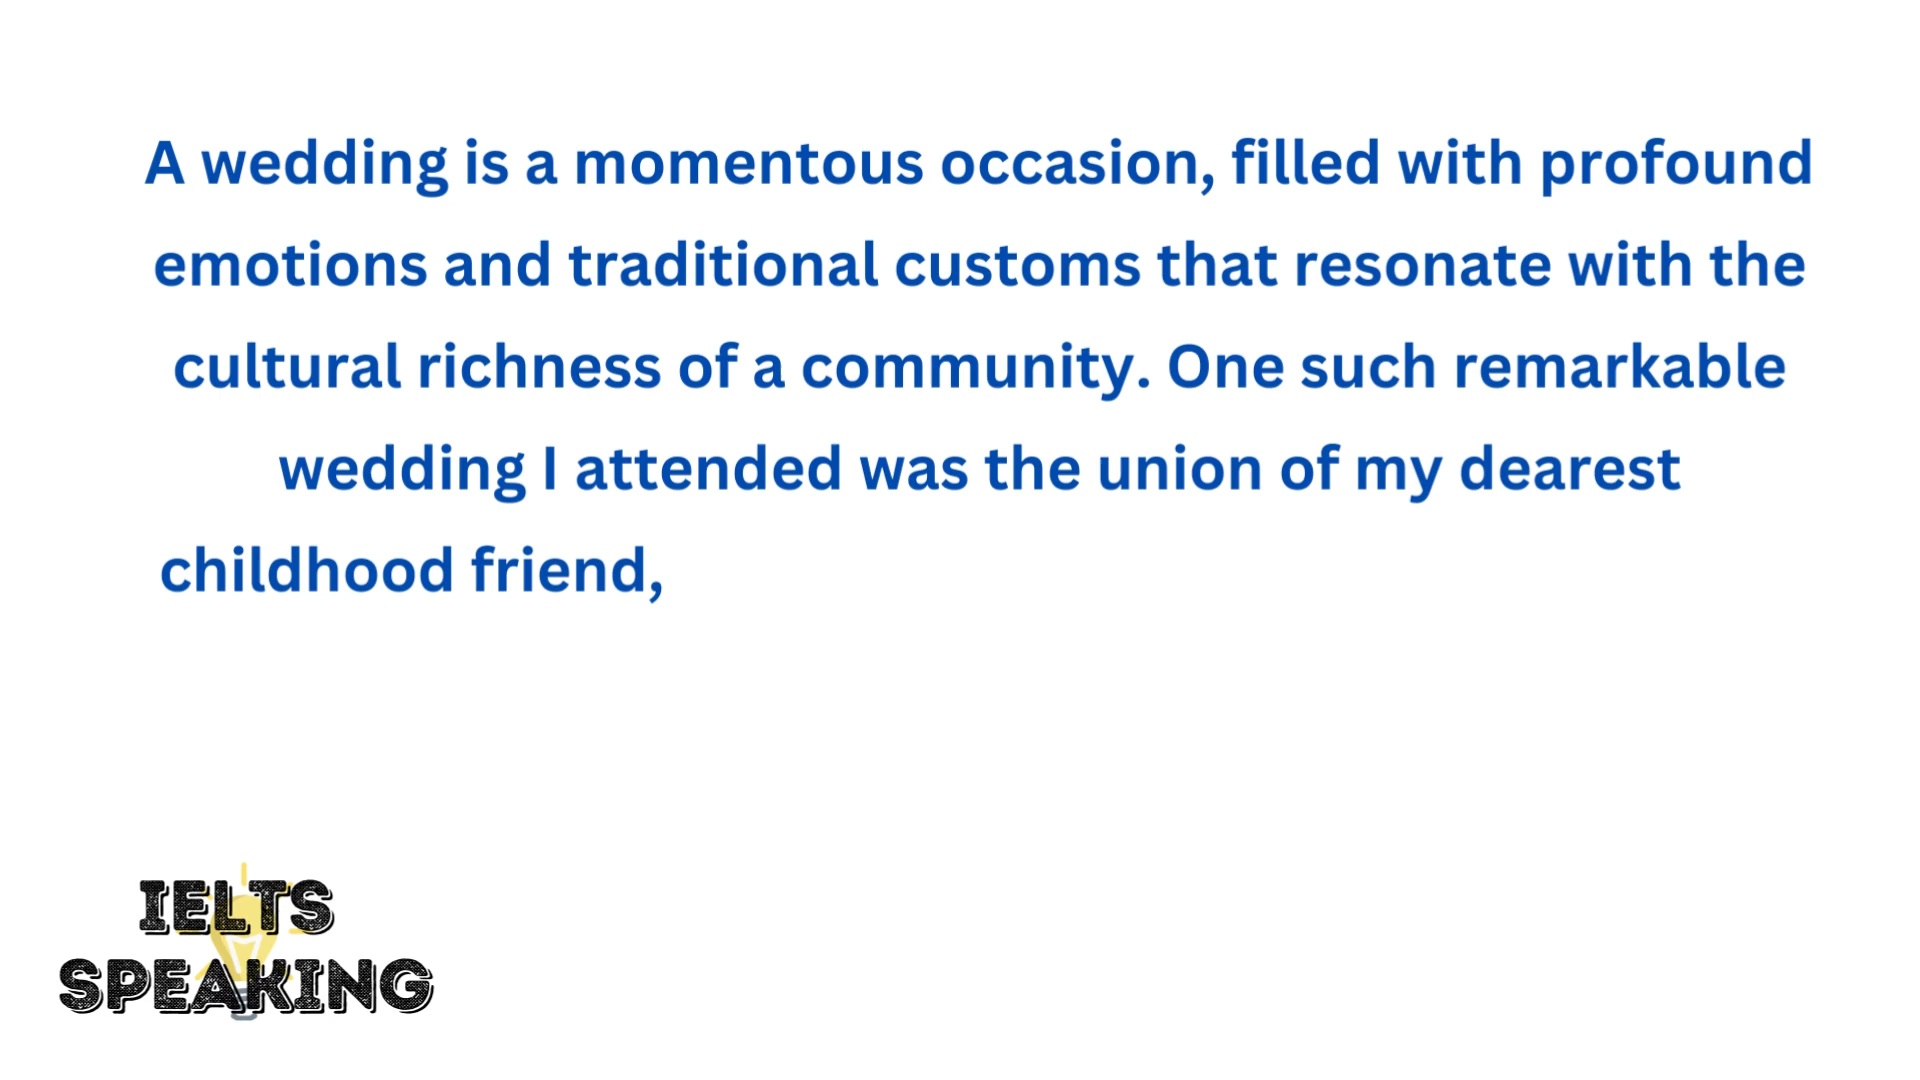 A wedding is a momentous occasion, filled with profound
emotions and traditional customs that resonate with the
cultural richness of a community. One such remarkable
wedding I attended was the union of my dearest
childhood friend,
IELTS
SPEAKING